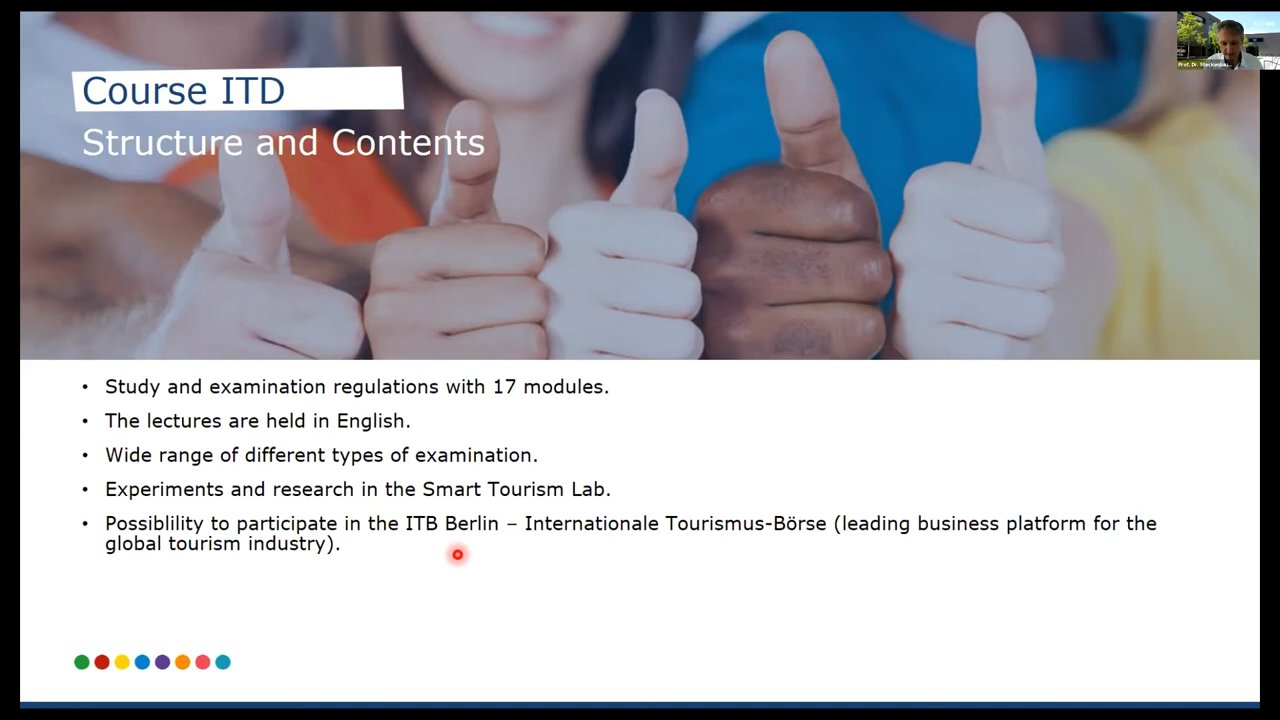 Course ITD
Structure and Contents
• Study and examination regulations with 17 modules.
• The lectures are held in English.
• Wide range of different types of examination.
• Experiments and research in the Smart Tourism Lab.
• Possiblility to participate in the ITB Berlin – Internationale Tourismus-Börse (leading business platform for the
global tourism industry).
Prof. Dr.